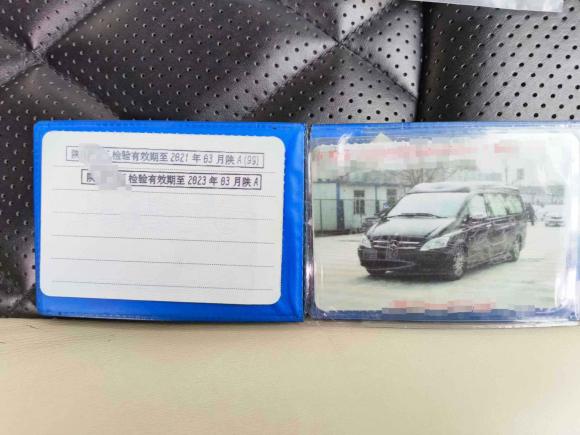 陕 检验有效期至 2021 年 03 月陕 A (99)
陕 检验有效期至 2023 年 03 月陕 A